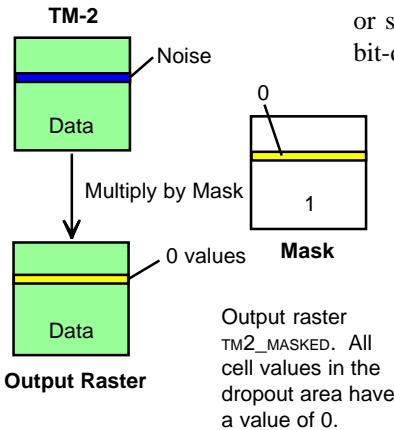 TM-2
or s
bit-c
Noise
Data
0
Multiply by Mask
1
Mask
0 values
Data
Output Raster
Output raster
TM2_MASKED. All
cell values in the
dropout area have
a value of 0.